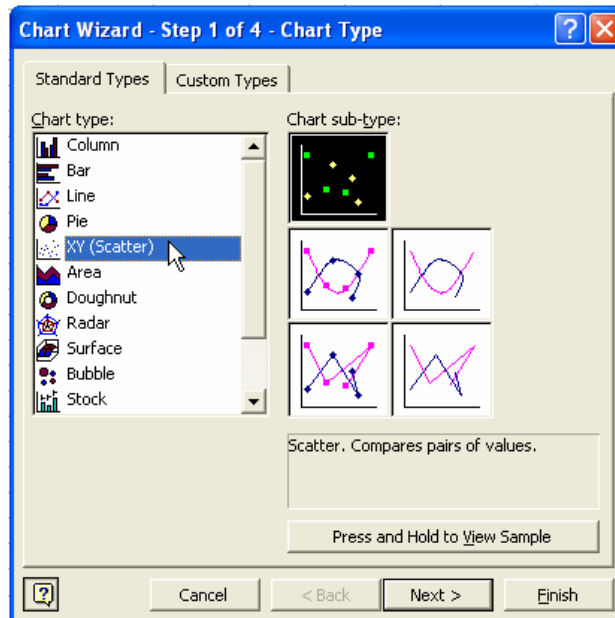 Chart Wizard - Step 1 of 4 - Chart Type
Standard Types
Custom Types
Chart type:
Column
Bar
Line
Pie
XY (Scatter)
Area
Doughnut
Radar
Surface
Bubble
Stock
Chart sub-type:
Scatter. Compares pairs of values.
Press and Hold to View Sample
Cancel
< Back
Next >
Finish